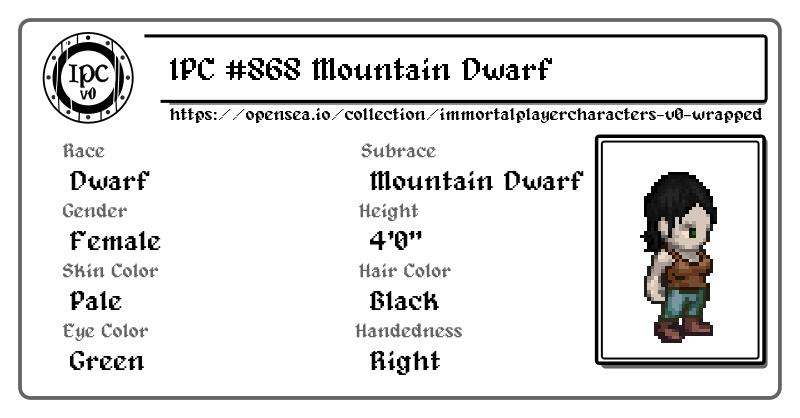 IPC
v0
IPC #868 Mountain Dwarf
https://opensea.io/collection/immortalplayercharacters-v0-wrapped
Race
Dwarf
Subrace
Mountain Dwarf
Gender
Female
Height
4'0"
Skin Color
Pale
Hair Color
Black
Eye Color
Green
Handedness
Right